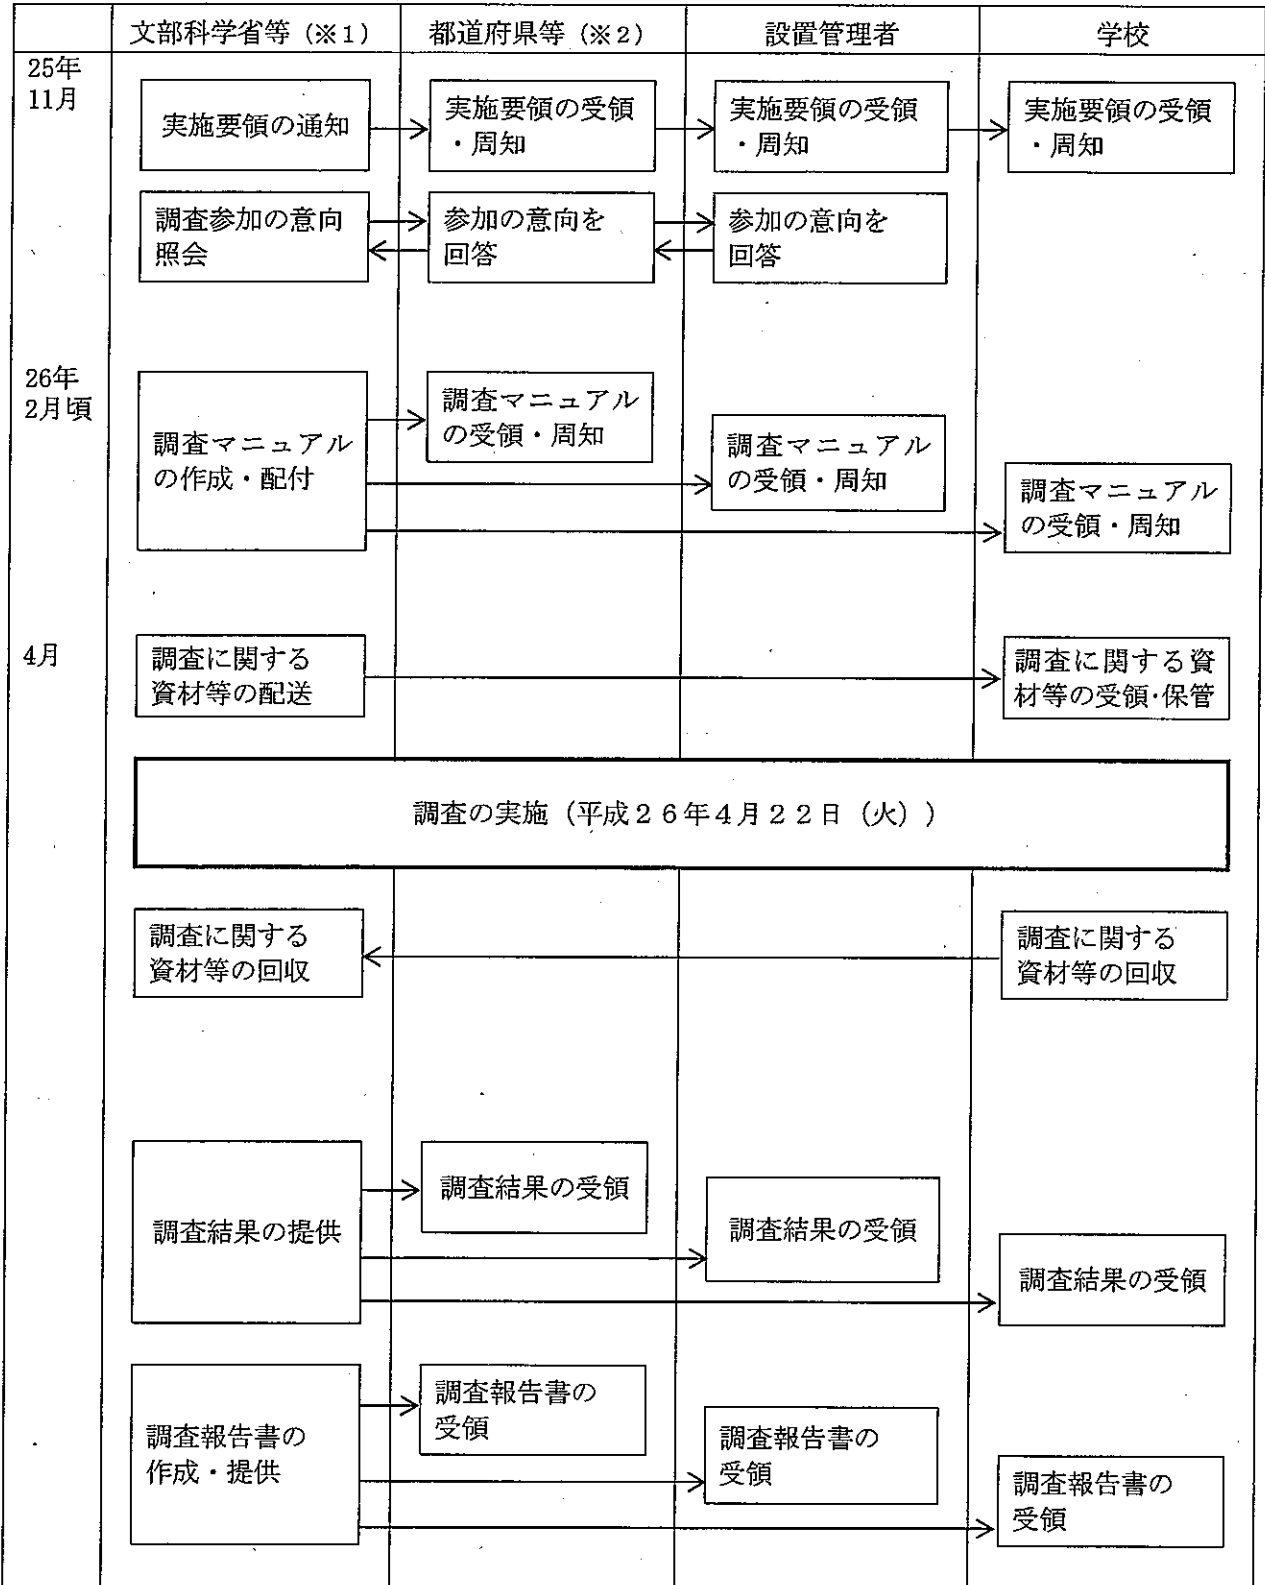 文部科学省等（※１）
都道府県等（※２）
設置管理者
学校
25年
11月
実施要領の通知
実施要領の受領
・周知
実施要領の受領
・周知
実施要領の受領
・周知
調査参加の意向
照会
参加の意向を
回答
参加の意向を
回答
26年
2月頃
調査マニュアル
の作成・配付
調査マニュアル
の受領・周知
調査マニュアル
の受領・周知
調査マニュアル
の受領・周知
4月
調査に関する
資材等の配送
調査に関する資
材等の受領・保管
調査の実施（平成２６年４月２２日（火））
調査に関する
資材等の回収
調査に関する
資材等の回収
調査結果の提供
調査結果の受領
調査結果の受領
調査結果の受領
調査報告書の
作成・提供
調査報告書の
受領
調査報告書の
受領
調査報告書の
受領